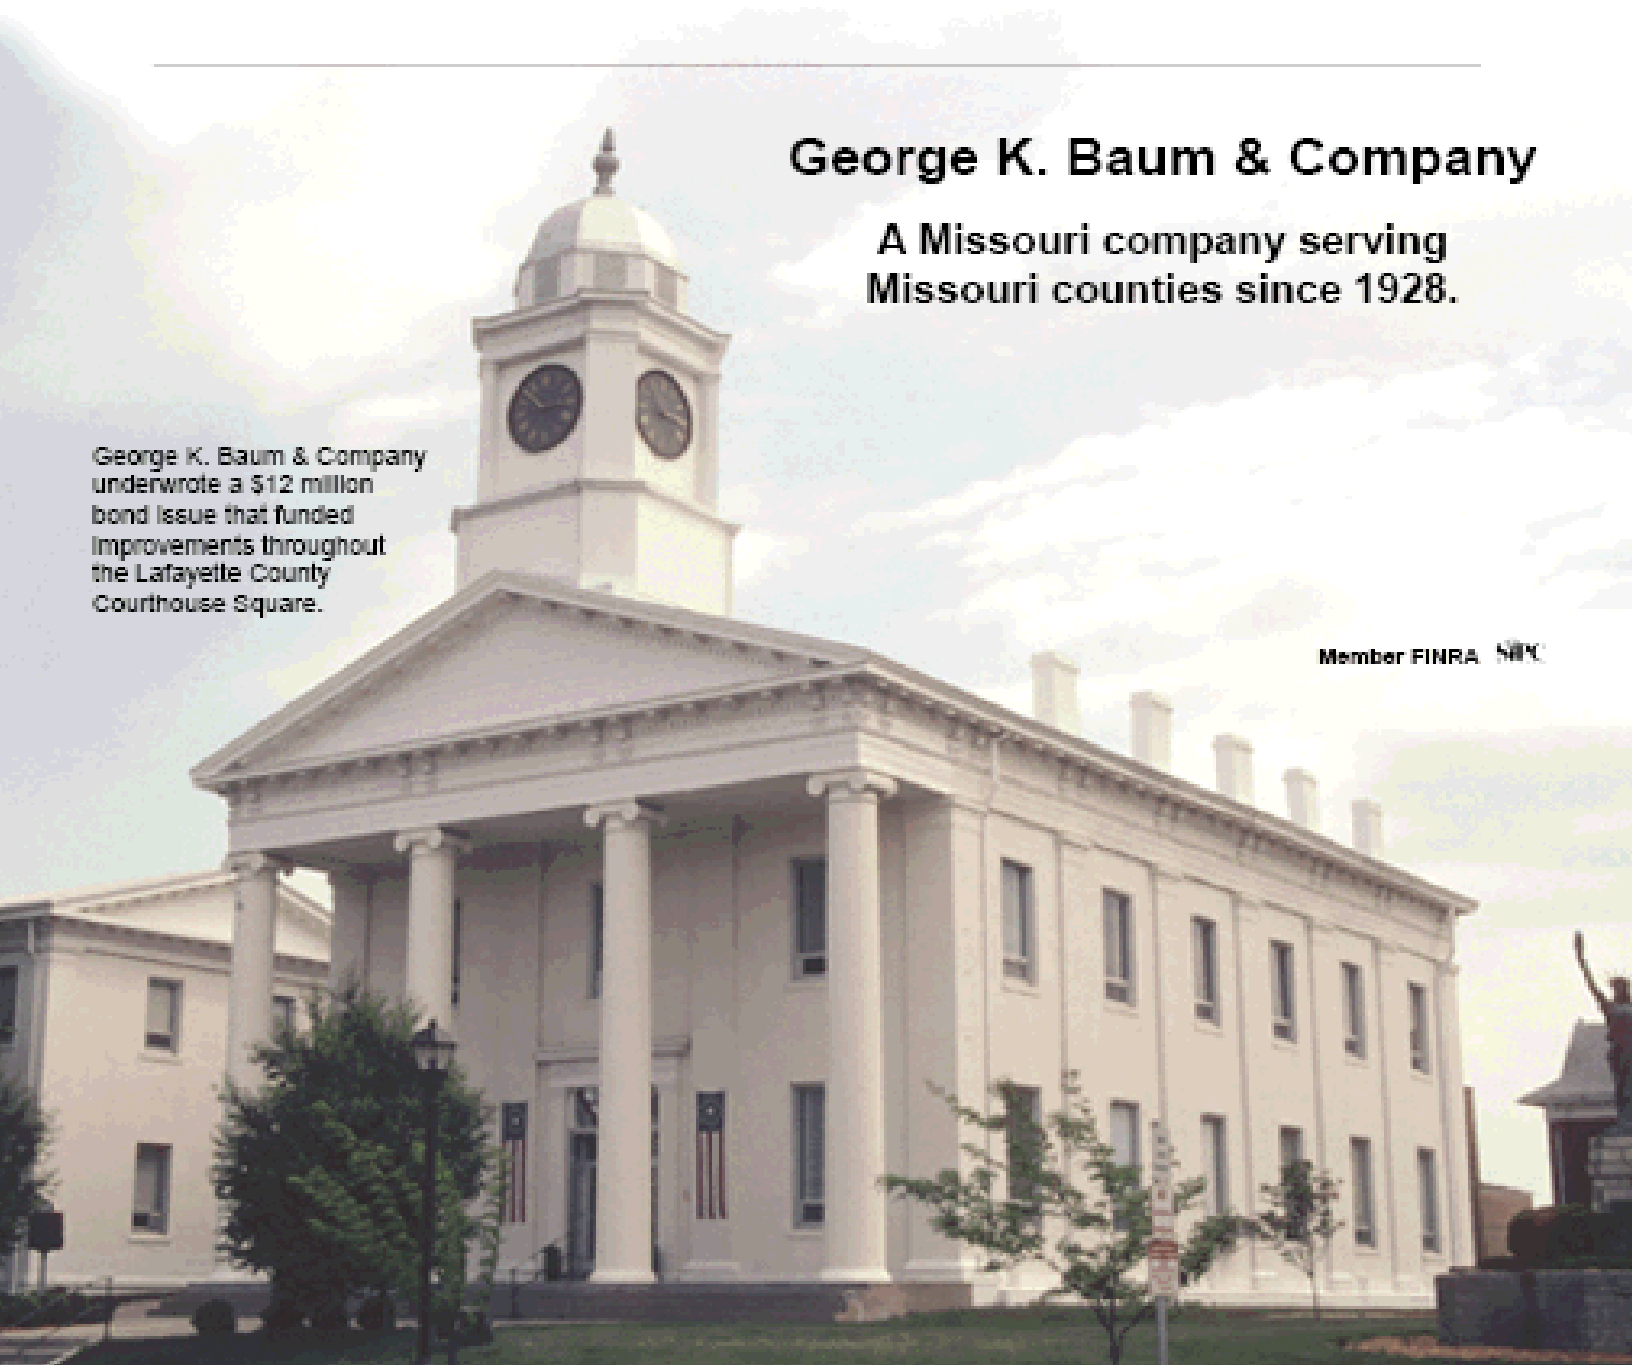 George K. Baum & Company
A Missouri company serving
Missouri counties since 1928.
George K. Baum & Company
underwrote a $12 million
bond issue that funded
improvements throughout
the Lafayette County
Courthouse Square.
Member FINRA SIPC